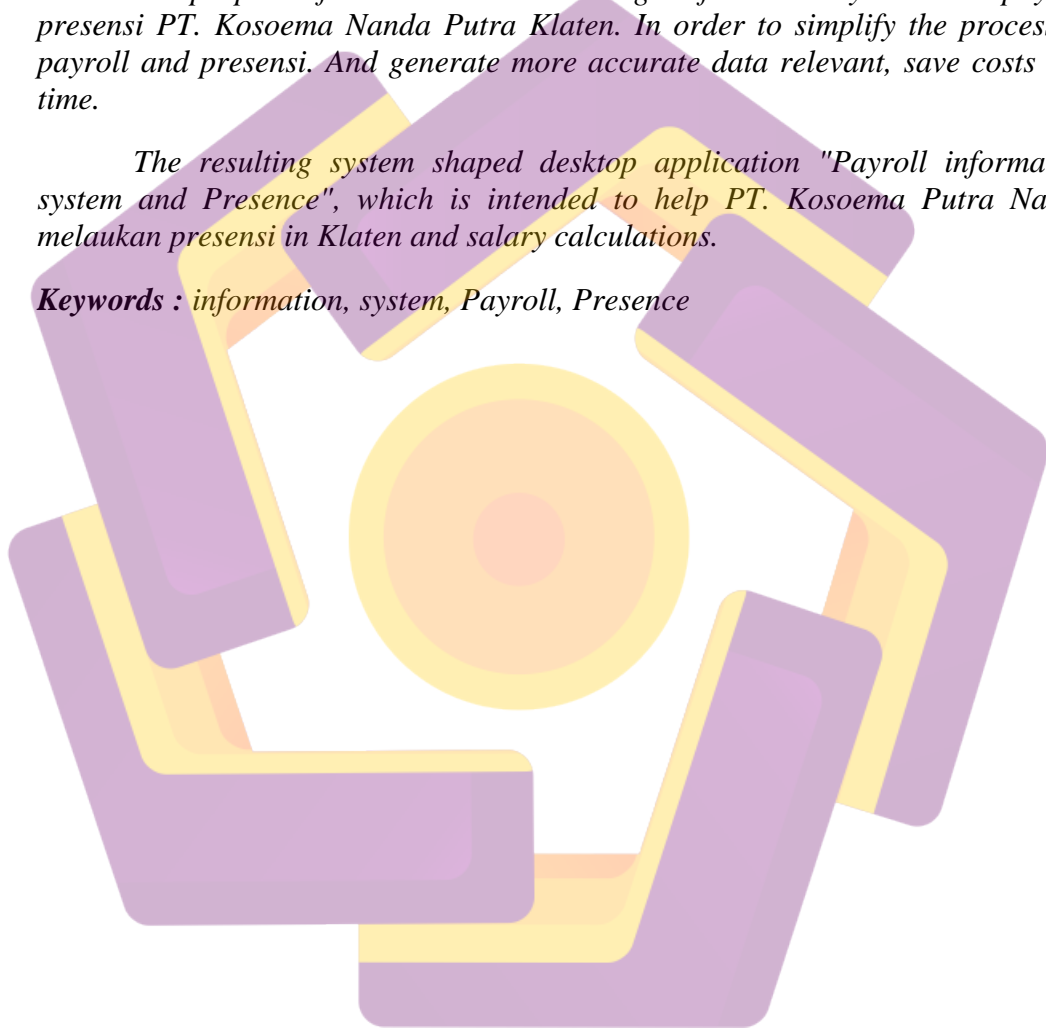 presensi PT. Kosoema Nanda Putra Klaten. In order to simplify the process
payroll and presensi. And generate more accurate data relevant, save costs
time.
The resulting system shaped desktop application "Payroll informa
system and Presence", which is intended to help PT. Kosoema Putra Na
melaukan presensi in Klaten and salary calculations.
Keywords : information, system, Payroll, Presence